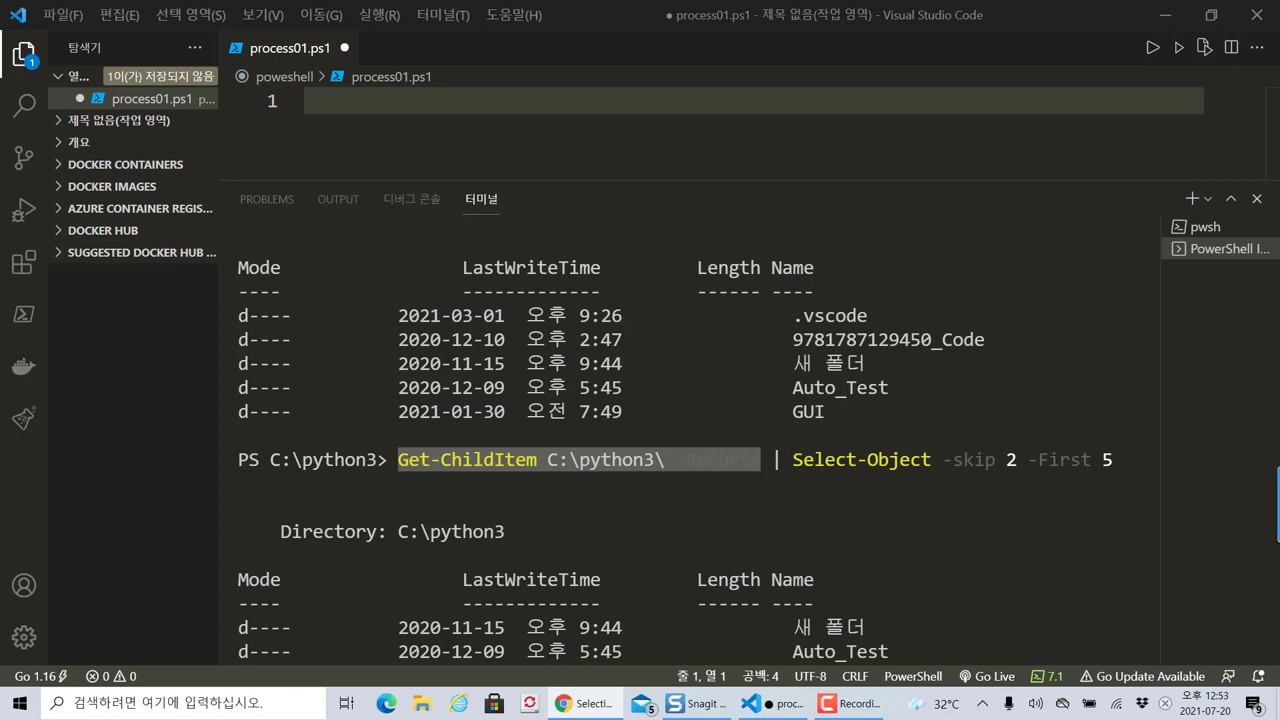 파일(F) 편집(E) 선택 영역(S) 보기(V) 이동(G) 실행(R) 터미널(T) 도움말(H) ● process01.ps1 - 제목 없음(작업 영역) - Visual Studio Code
탐색기 ...
process01.ps1 ●
열... 1이(가) 저장되지 않음
poweshell > process01.ps1
● process01.ps1 p...
1
제목 없음(작업 영역)
개요
DOCKER CONTAINERS
DOCKER IMAGES
AZURE CONTAINER REGIS...
DOCKER HUB
SUGGESTED DOCKER HUB ...
1
PROBLEMS OUTPUT 디버그 콘솔 터미널
pwsh
PowerShell I...
Mode LastWriteTime Length Name
---- ------------- ------ ----
d---- 2021-03-01 오후 9:26 .vscode
d---- 2020-12-10 오후 2:47 9781787129450_Code
d---- 2020-11-15 오후 9:44 새 폴더
d---- 2020-12-09 오후 5:45 Auto_Test
d---- 2021-01-30 오전 7:49 GUI
PS C:\python3> Get-ChildItem C:\python3\ -Recurse | Select-Object -skip 2 -First 5
Directory: C:\python3
Mode LastWriteTime Length Name
---- ------------- ------ ----
d---- 2020-11-15 오후 9:44 새 폴더
d---- 2020-12-09 오후 5:45 Auto_Test
Go 1.16 0 0 줄 1, 열 1 공백: 4 UTF-8 CRLF PowerShell Go Live 7.1 Go Update Available
검색하려면 여기에 입력하십시오. Selecti... 5 Snagit ... ● proc... Recordi... 32°C 오후 12:53
2021-07-20 9